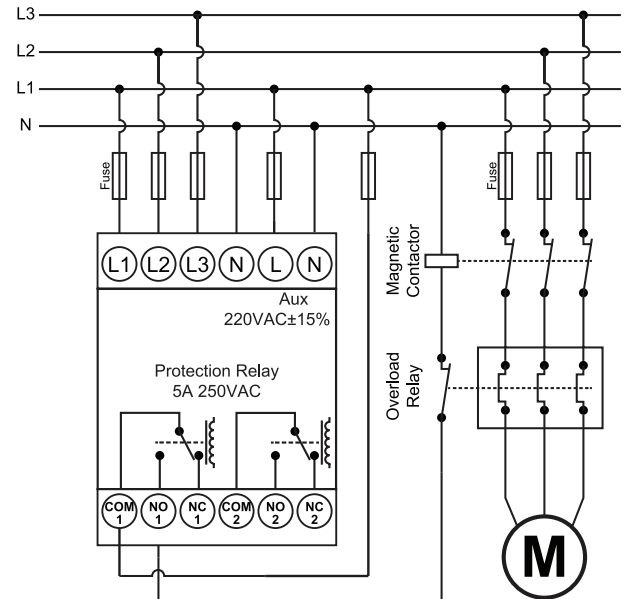 L3
L2
L1
N
Fuse
Fuse
L1 L2 L3 N L N
Aux
220VAC±15%
Magnetic
Contactor
Protection Relay
5A 250VAC
Overload
Relay
COM 1
NO 1
NC 1
COM 2
NO 2
NC 2
M